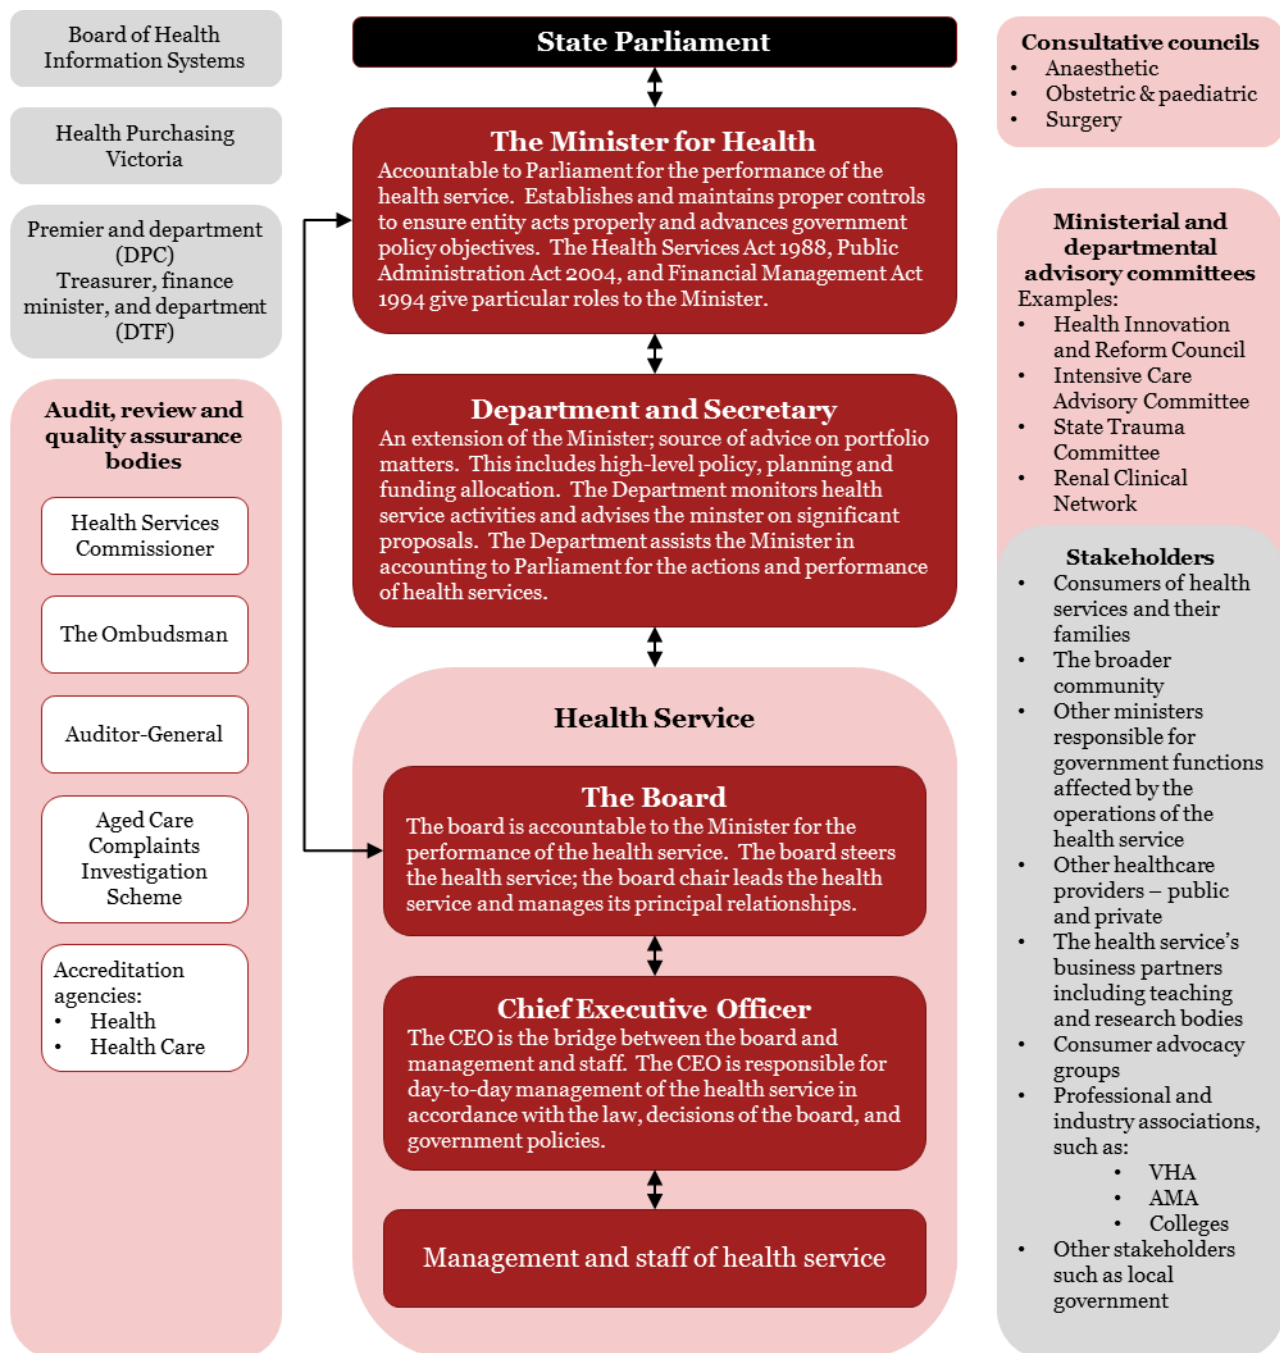 Board of Health
Information Systems
Health Purchasing
Victoria
Premier and department
(DPC)
Treasurer, finance
minister, and department
(DTF)
Audit, review and
quality assurance
bodies
Health Services
Commissioner
The Ombudsman
Auditor-General
Aged Care
Complaints
Investigation
Scheme
Accreditation
agencies:
• Health
• Health Care
State Parliament
The Minister for Health
Accountable to Parliament for the performance of the
health service. Establishes and maintains proper controls
to ensure entity acts properly and advances government
policy objectives. The Health Services Act 1988, Public
Administration Act 2004, and Financial Management Act
1994 give particular roles to the Minister.
Department and Secretary
An extension of the Minister; source of advice on portfolio
matters. This includes high-level policy, planning and
funding allocation. The Department monitors health
service activities and advises the minster on significant
proposals. The Department assists the Minister in
accounting to Parliament for the actions and performance
of health services.
Health Service
The Board
The board is accountable to the Minister for the
performance of the health service. The board steers
the health service; the board chair leads the health
service and manages its principal relationships.
Chief Executive Officer
The CEO is the bridge between the board and
management and staff. The CEO is responsible for
day-to-day management of the health service in
accordance with the law, decisions of the board, and
government policies.
Management and staff of health service
Consultative councils
• Anaesthetic
• Obstetric & paediatric
• Surgery
Ministerial and
departmental
advisory committees
Examples:
• Health Innovation
and Reform Council
• Intensive Care
Advisory Committee
• State Trauma
Committee
• Renal Clinical
Network
Stakeholders
• Consumers of health
services and their
families
• The broader
community
• Other ministers
responsible for
government functions
affected by the
operations of the
health service
• Other healthcare
providers – public
and private
• The health service’s
business partners
including teaching
and research bodies
• Consumer advocacy
groups
• Professional and
industry associations,
such as:
• VHA
• AMA
• Colleges
• Other stakeholders
such as local
government